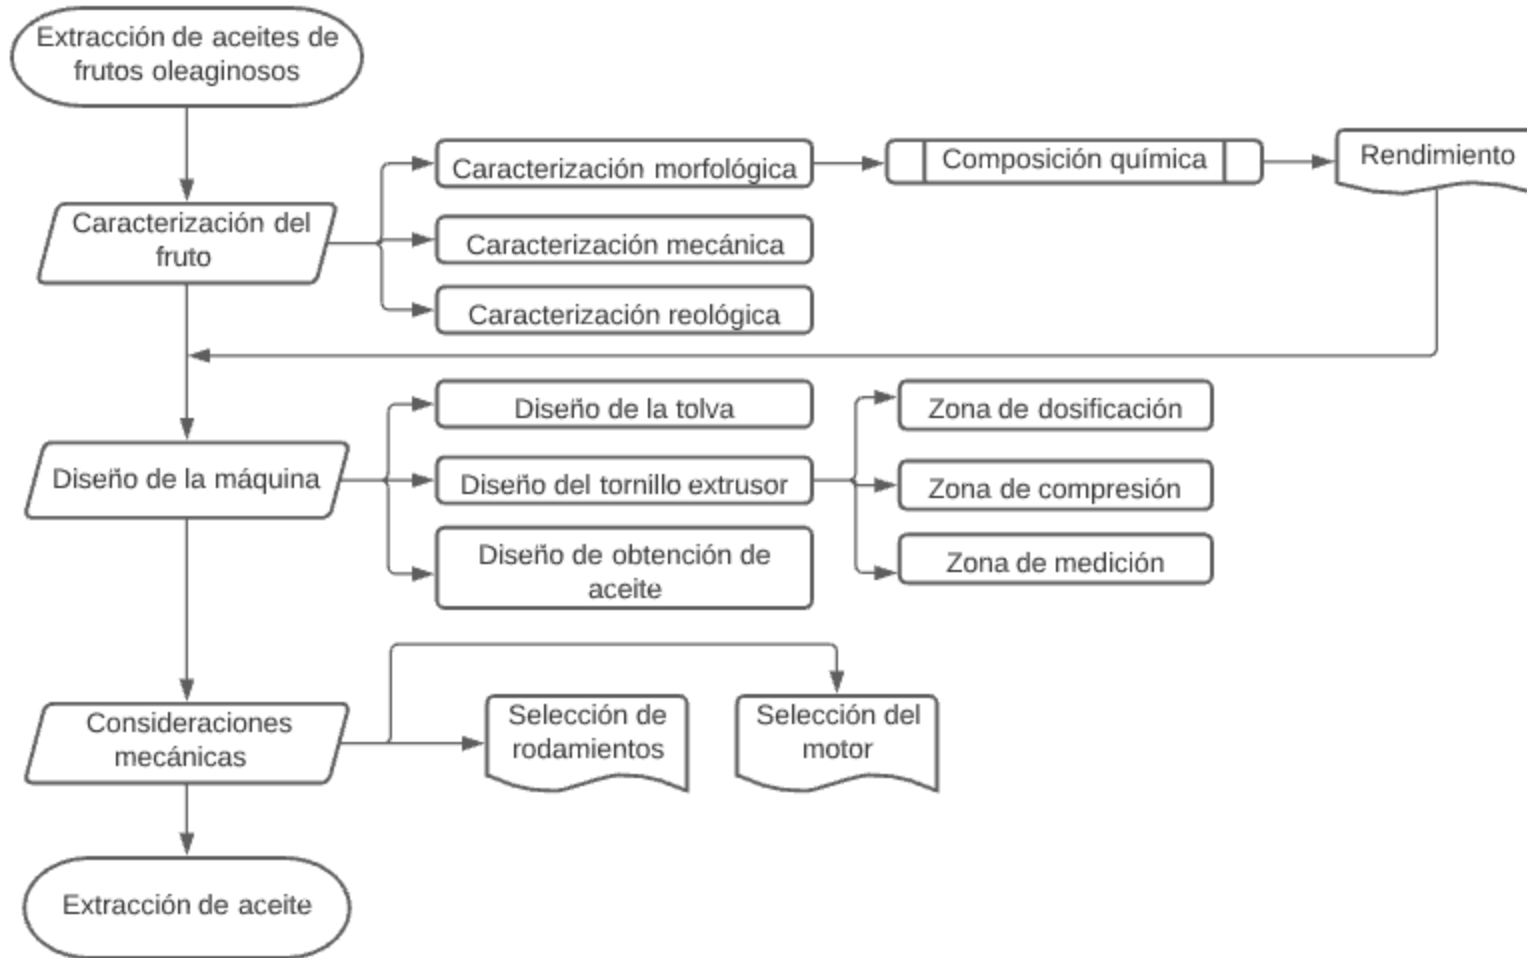 Extracción de aceites de
frutos oleaginosos
Caracterización del
fruto
Caracterización morfológica
Composición química
Rendimiento
Caracterización mecánica
Caracterización reológica
Diseño de la máquina
Diseño de la tolva
Diseño del tornillo extrusor
Diseño de obtención de
aceite
Zona de dosificación
Zona de compresión
Zona de medición
Consideraciones
mecánicas
Selección de
rodamientos
Selección del
motor
Extracción de aceite